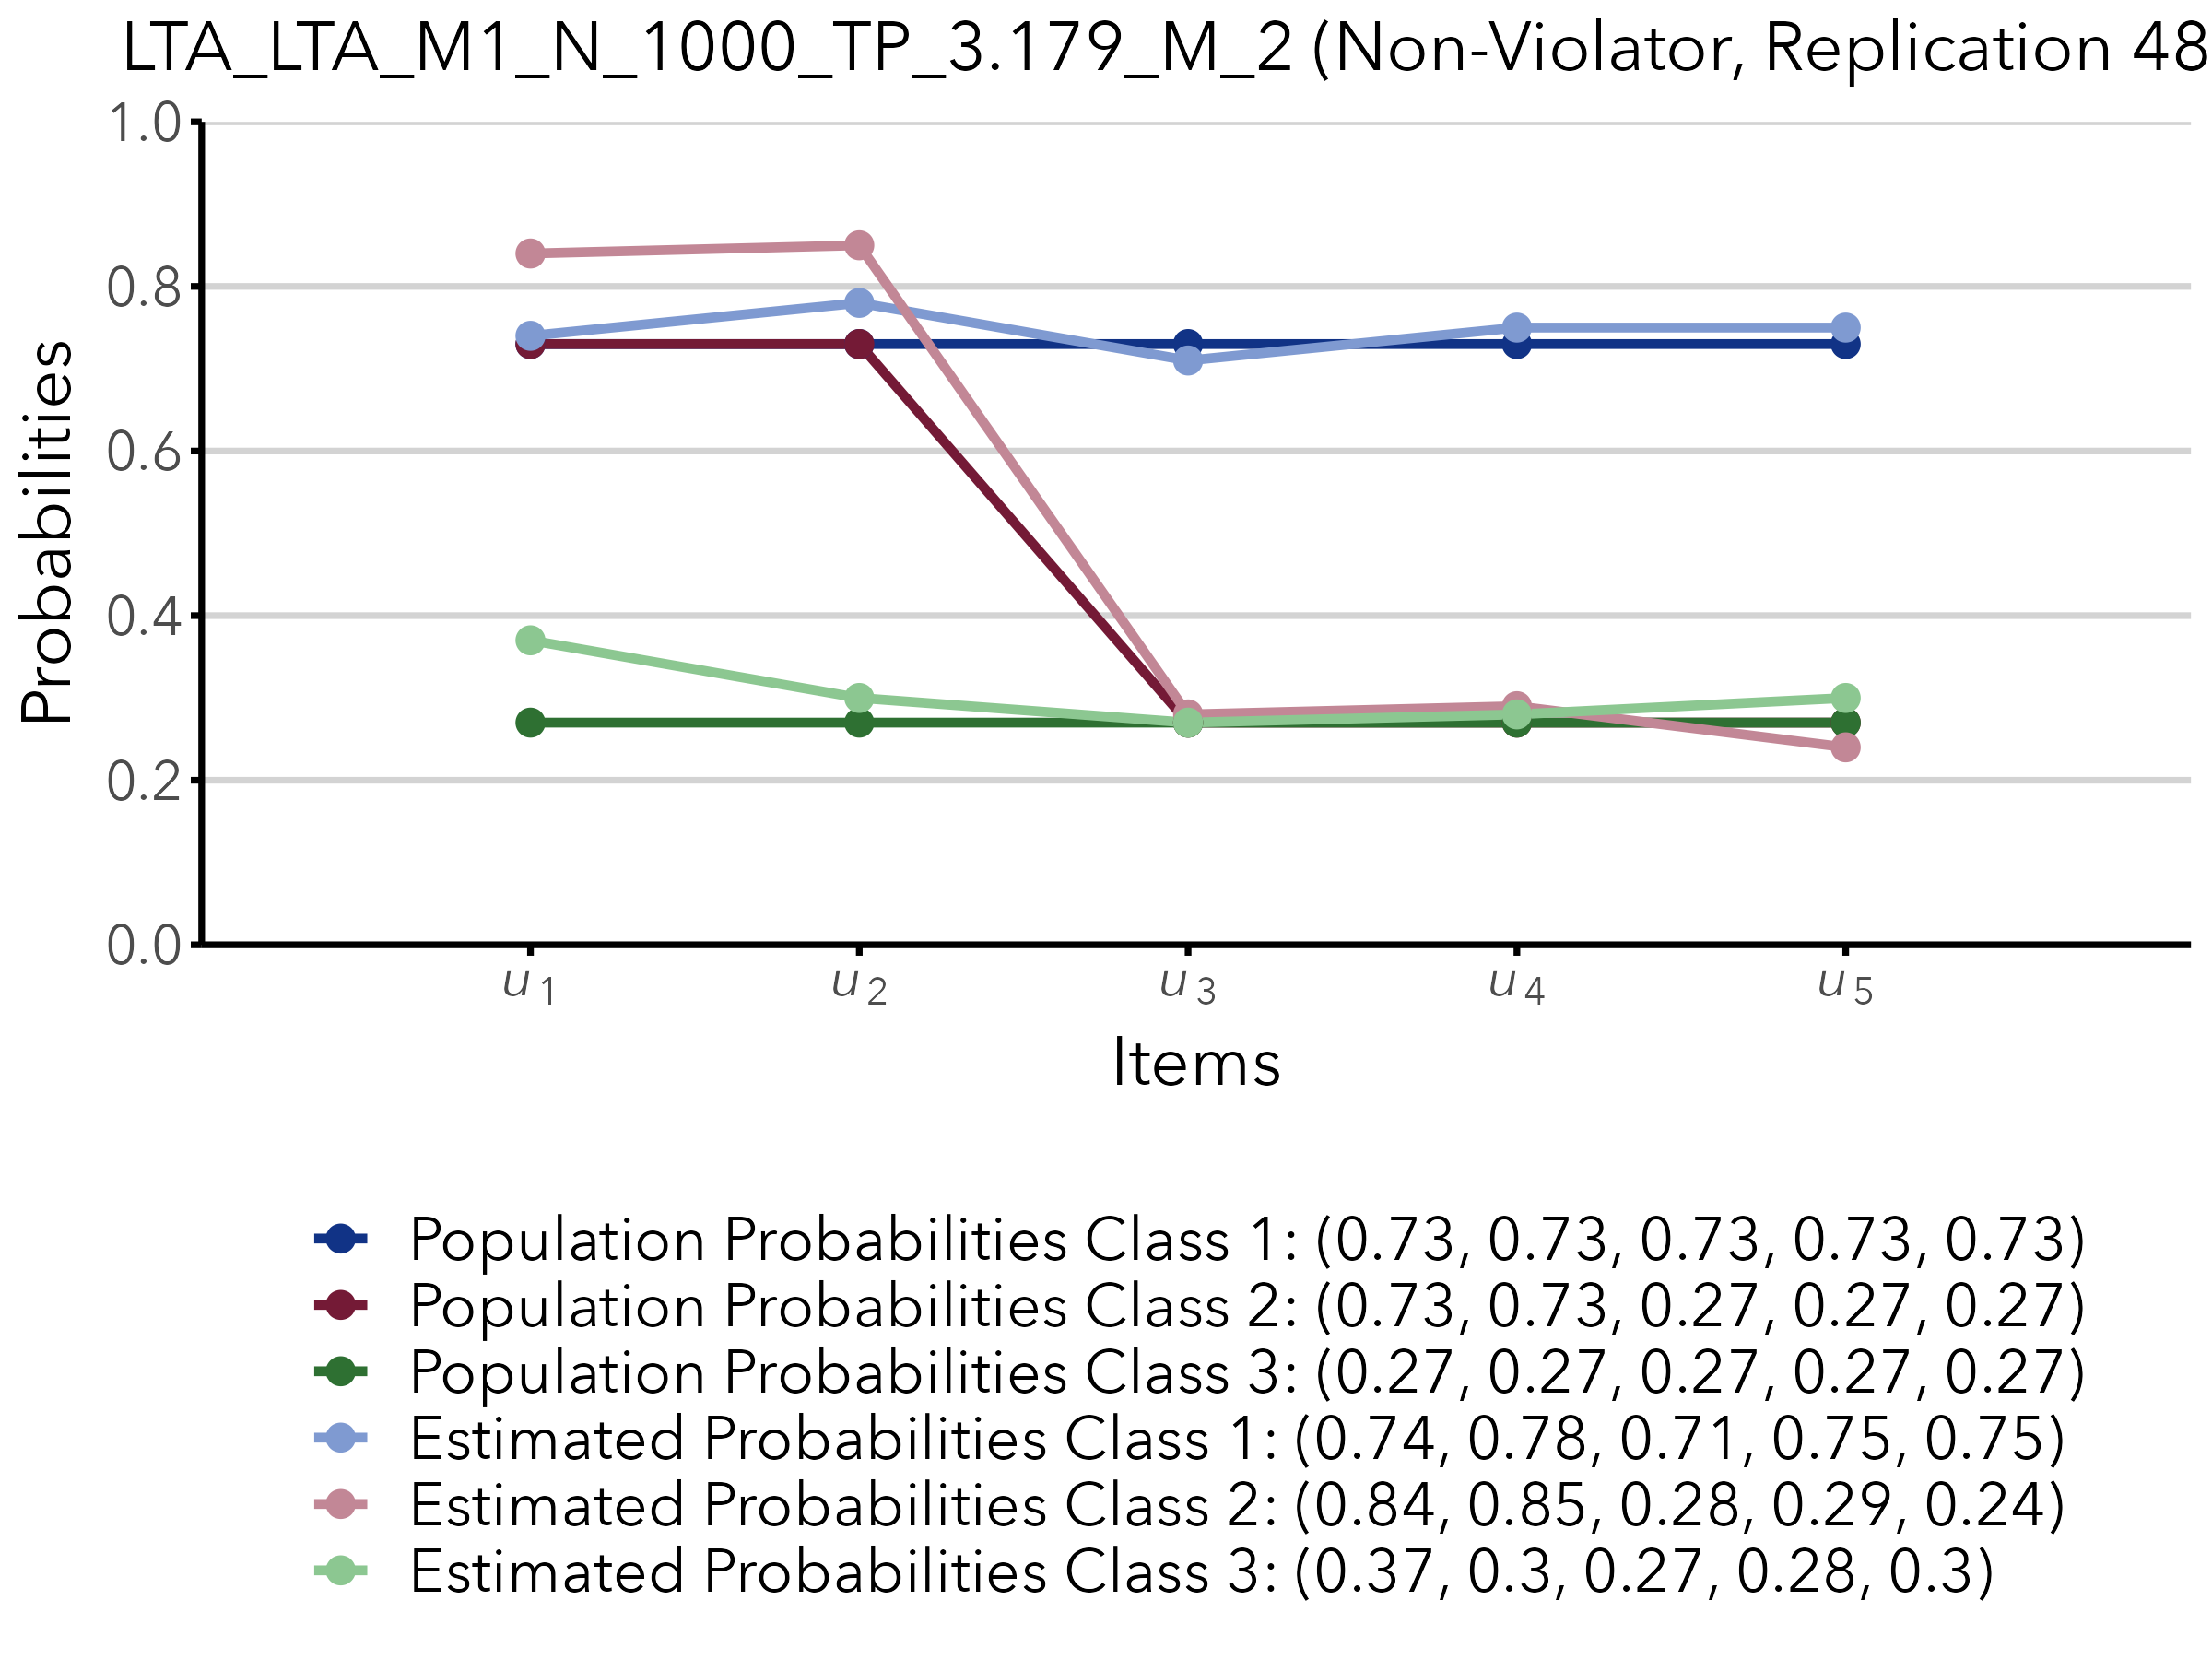 LTA_LTA_M1_N_1000_TP_3.179_M_2 (Non-Violator, Replication 48
1.0
0.8
0.6
0.4
0.2
0.0
Probabilities
u1 u2 u3 u4 u5
Items
Population Probabilities Class 1: (0.73, 0.73, 0.73, 0.73, 0.73)
Population Probabilities Class 2: (0.73, 0.73, 0.27, 0.27, 0.27)
Population Probabilities Class 3: (0.27, 0.27, 0.27, 0.27, 0.27)
Estimated Probabilities Class 1: (0.74, 0.78, 0.71, 0.75, 0.75)
Estimated Probabilities Class 2: (0.84, 0.85, 0.28, 0.29, 0.24)
Estimated Probabilities Class 3: (0.37, 0.3, 0.27, 0.28, 0.3)